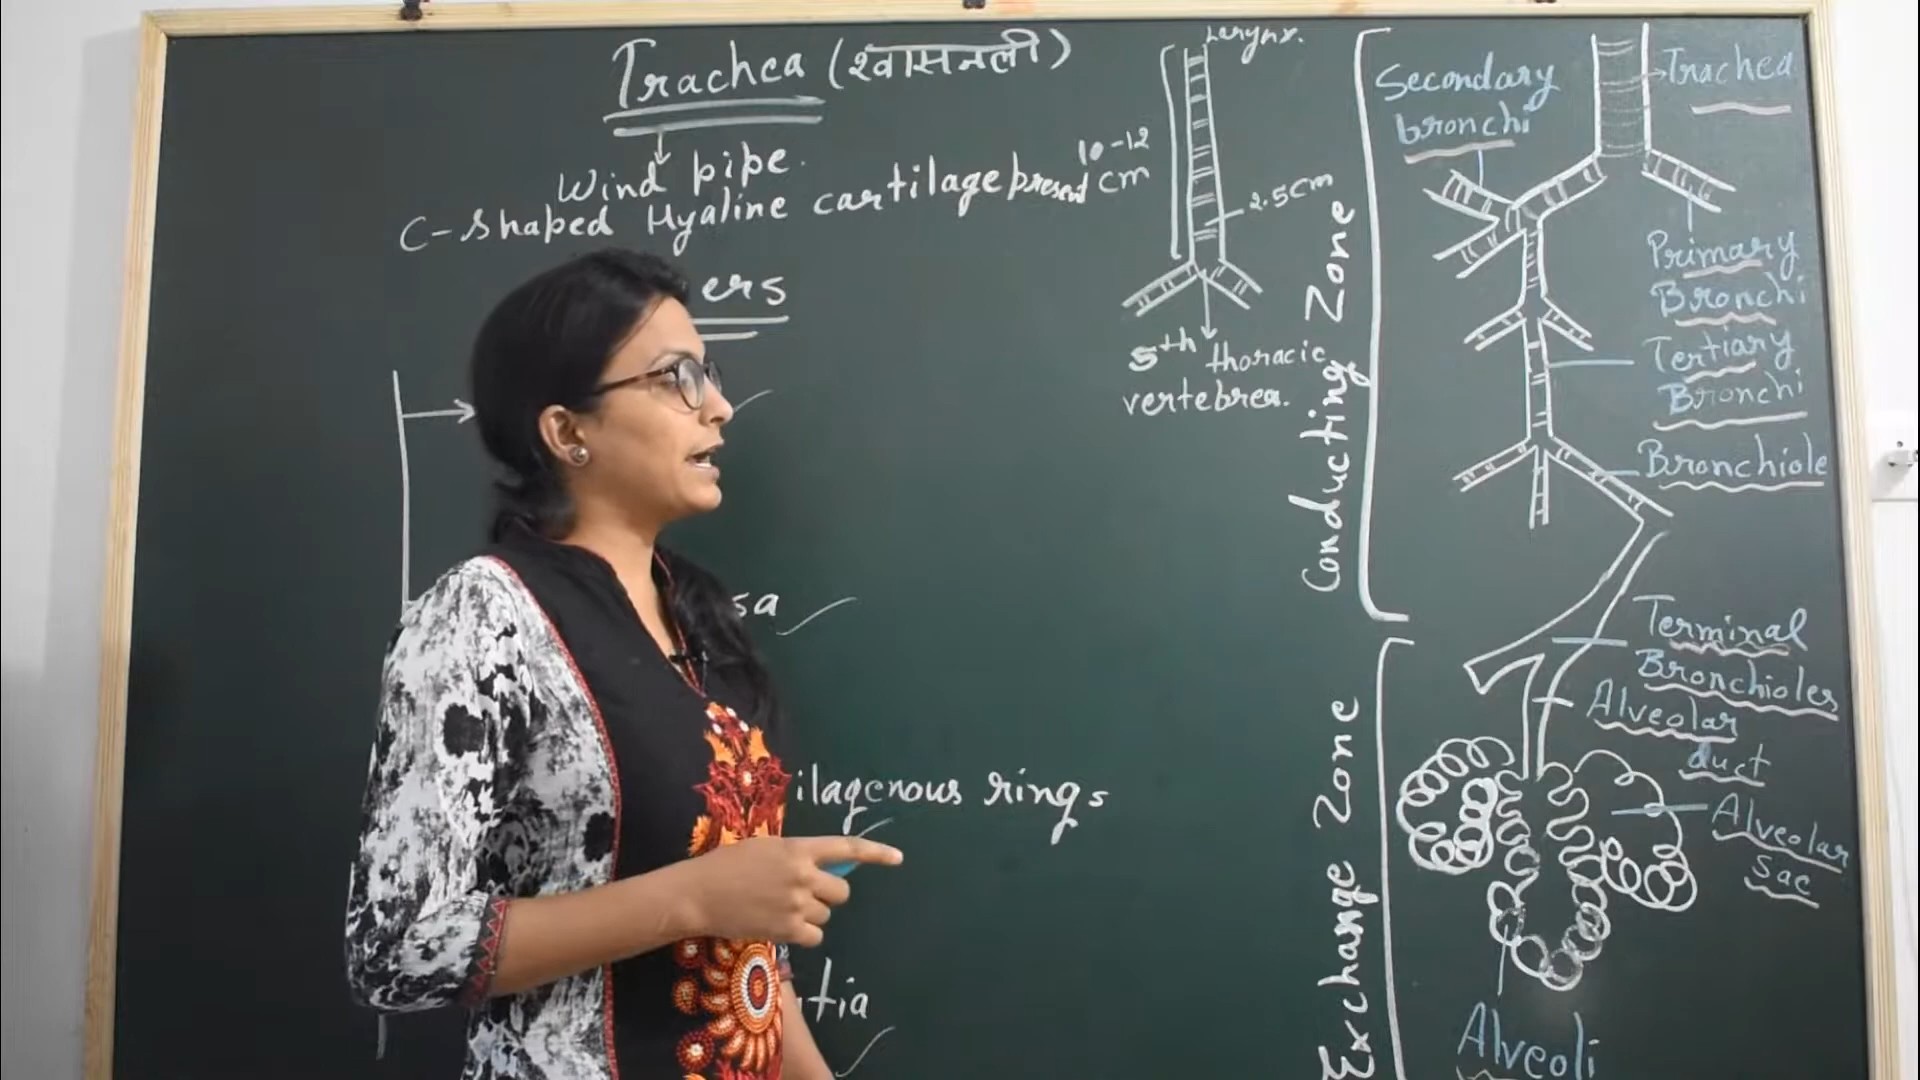 Trachea (श्वासनली)
Wind pipe.
C-shaped Hyaline cartilage present
ers
sa
ilagenous rings
tia
Larynx.
10-12
cm
2.5cm
5th thoracic
vertebrea.
Conducting Zone
Exchange Zone
Secondary
bronchi
Trachea
Primary
Bronchi
Tertiary
Bronchi
Bronchiole
Terminal
Bronchioles
Alveolar
duct
Alveolar
sac
Alveoli